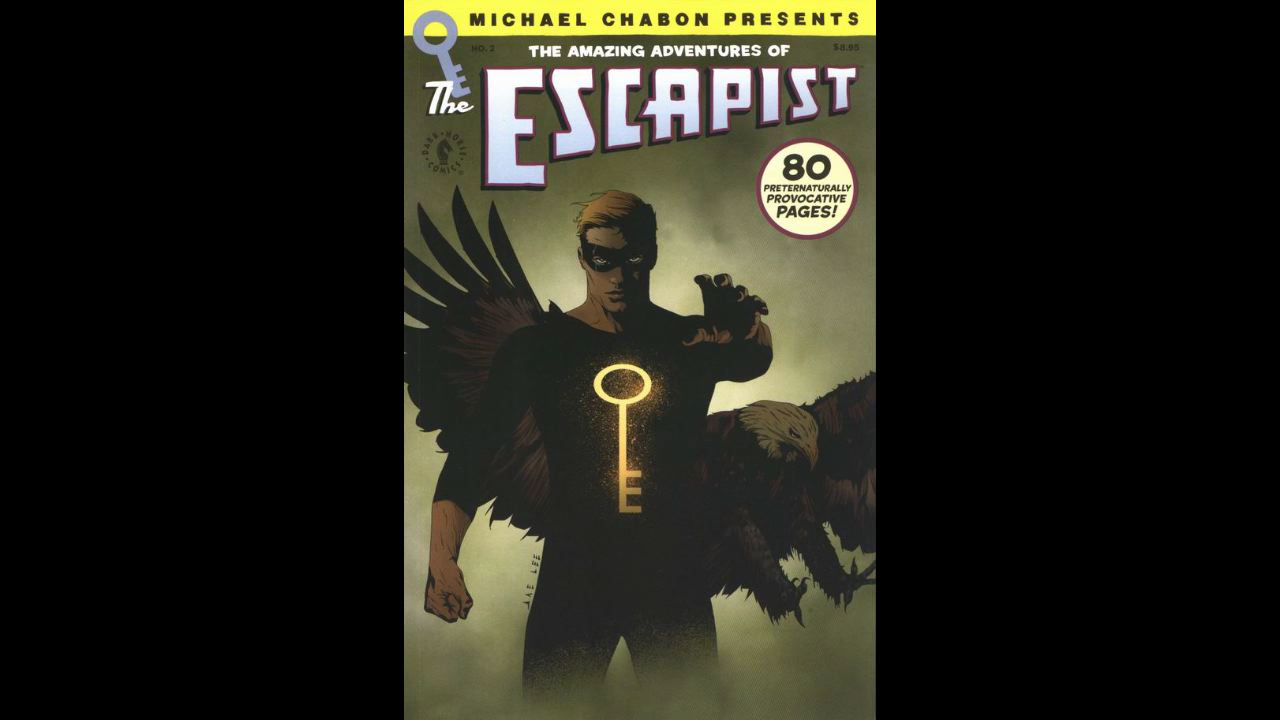 MICHAEL CHABON PRESENTS
NO. 2
THE AMAZING ADVENTURES OF
$8.95
The
ESCAPIST
DARK HORSE
COMICS
80
PRETERNATURALLY
PROVOCATIVE
PAGES!
JAE LEE